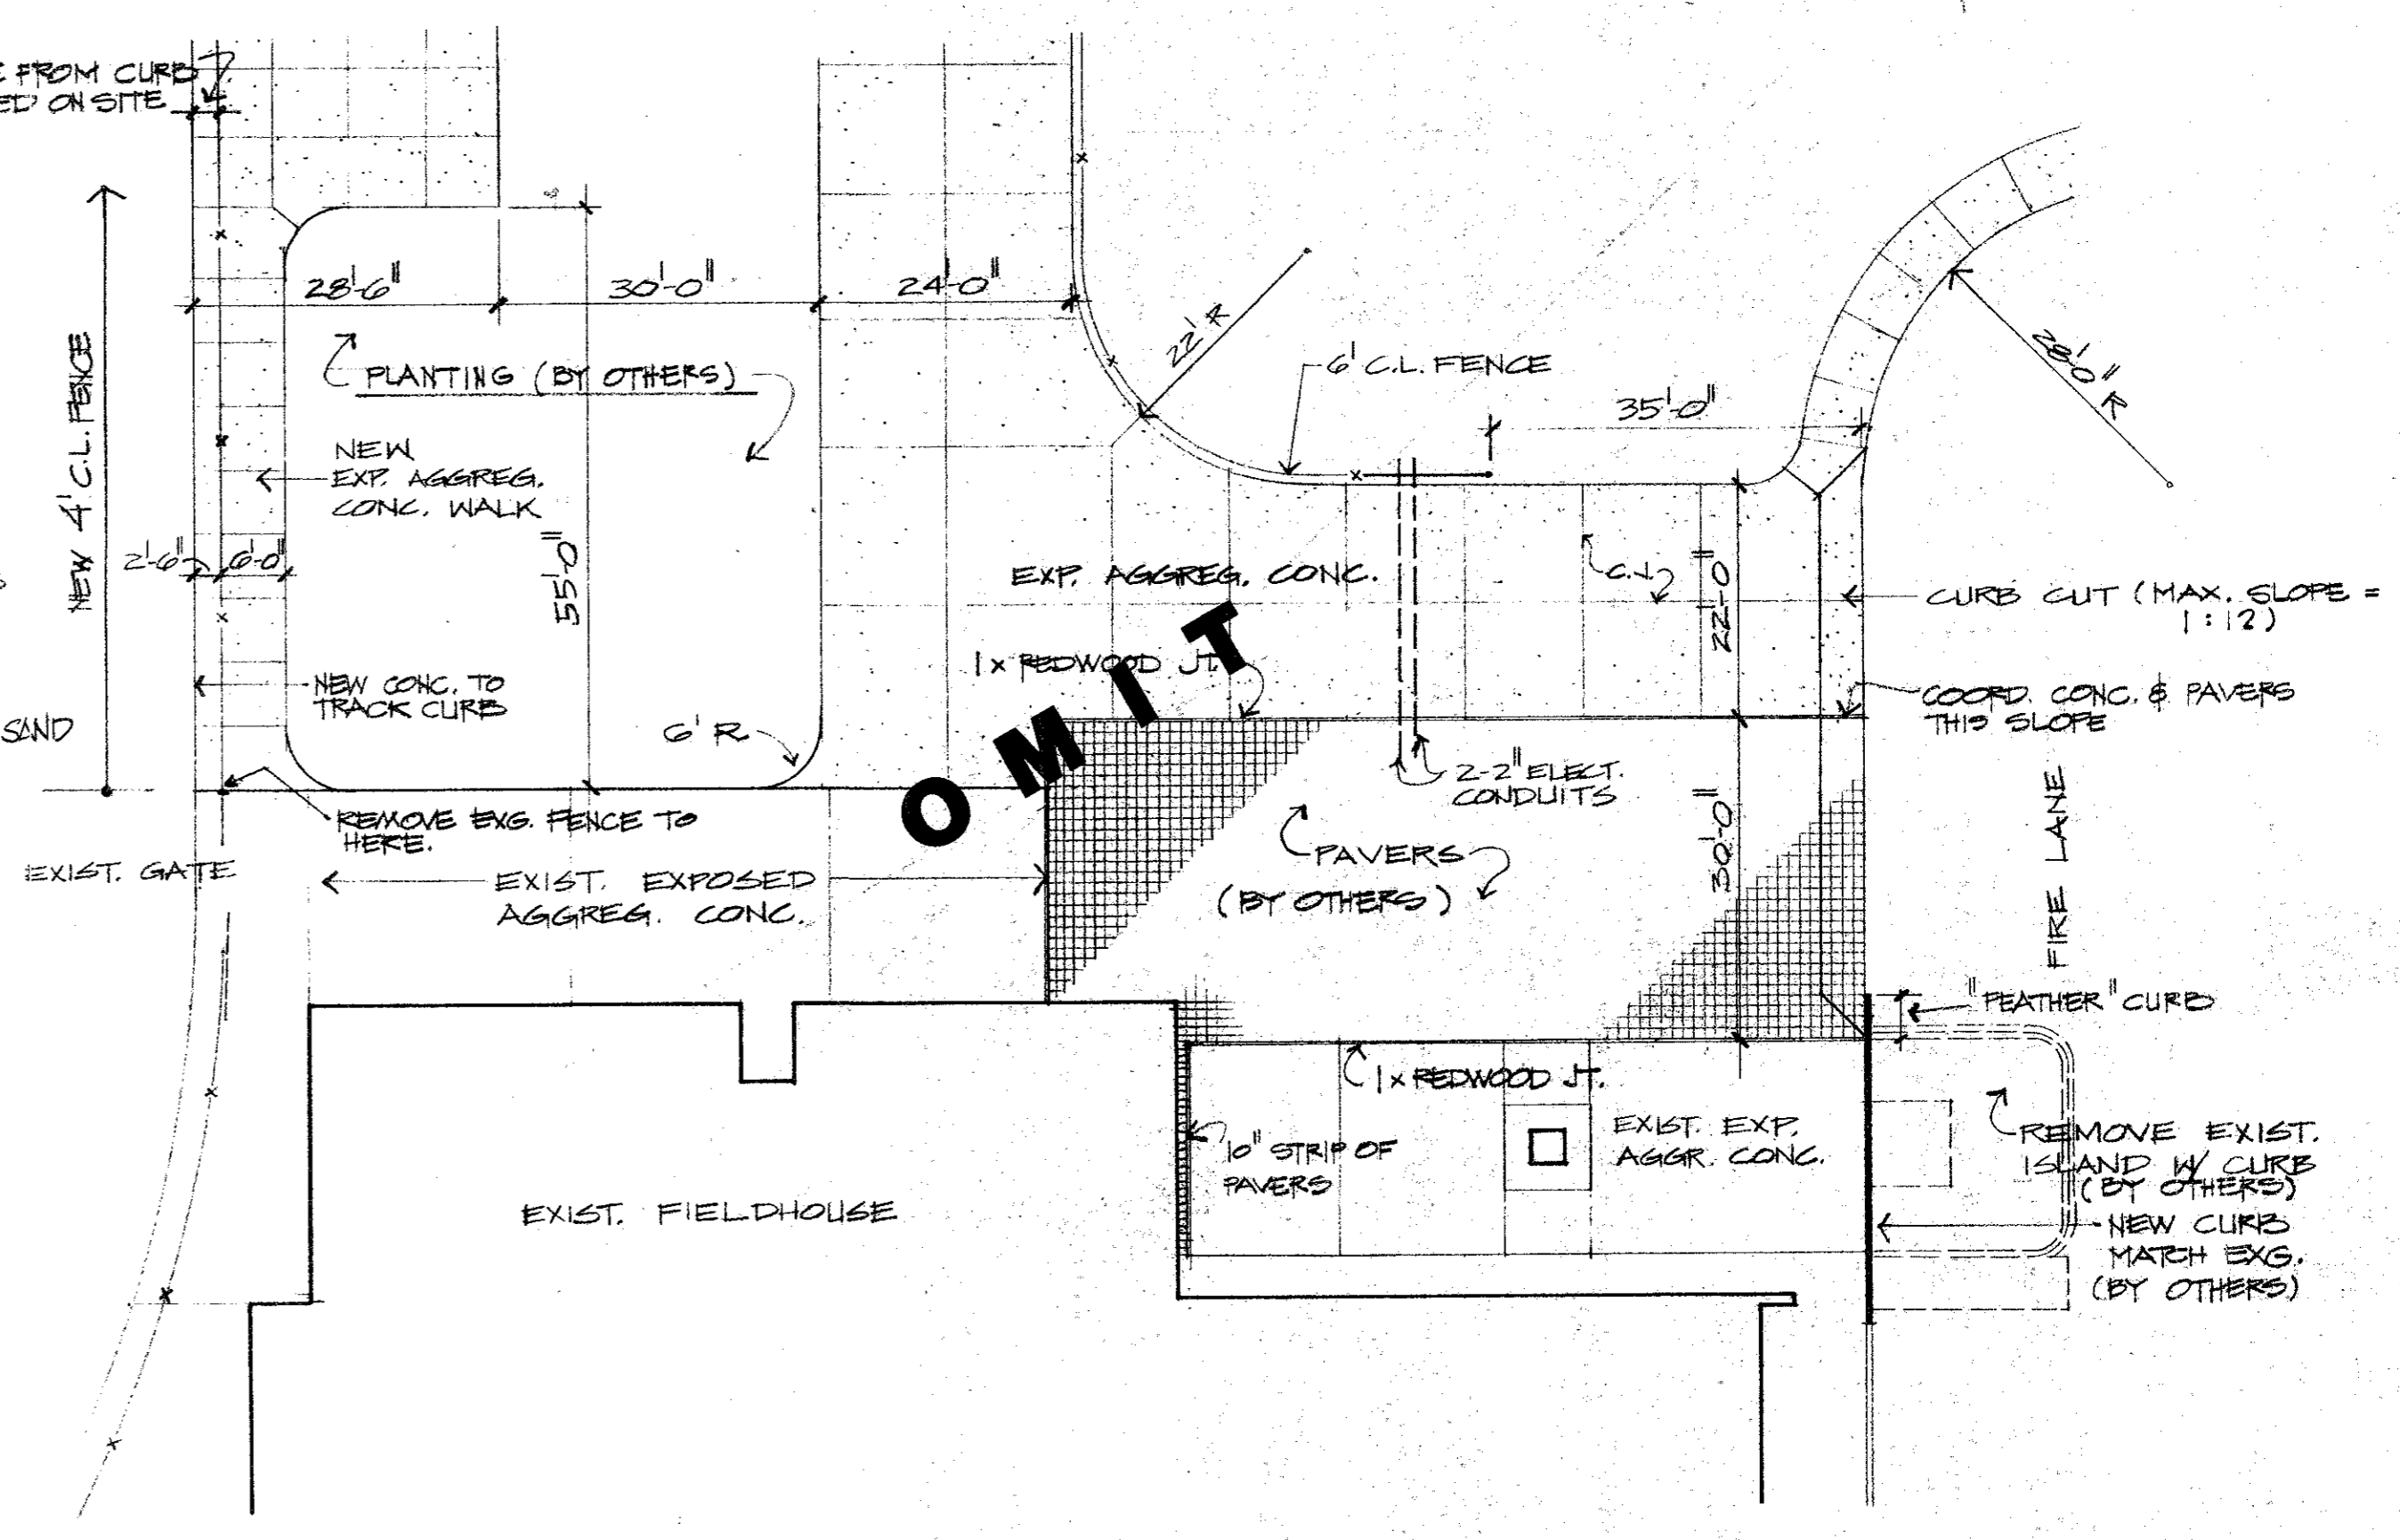 FROM CURB
ON SITE
28'-6"
30'-0"
24'-0"
22' R
6' C.L. FENCE
35'-0"
28'-0" R
NEW 4' C.L. FENCE
PLANTING (BY OTHERS)
NEW
EXP. AGGREG.
CONC. WALK
2'-6"
6'-0"
55'-0"
EXP. AGGREG. CONC.
C.J.
22'-0"
CURB CUT (MAX. SLOPE =
1:12)
1x REDWOOD JT.
OMIT
NEW CONC. TO
TRACK CURB
SAND
6' R
COORD. CONC. & PAVERS
THIS SLOPE
2-2" ELECT.
CONDUITS
REMOVE EXG. FENCE TO
HERE.
EXIST. GATE
EXIST. EXPOSED
AGGREG. CONC.
PAVERS
(BY OTHERS)
30'-0"
FIRE LANE
"FEATHER" CURB
1x REDWOOD JT.
10" STRIP OF
PAVERS
EXIST. EXP.
AGGR. CONC.
REMOVE EXIST.
ISLAND W/ CURB
(BY OTHERS)
NEW CURB
MATCH EXG.
(BY OTHERS)
EXIST. FIELDHOUSE